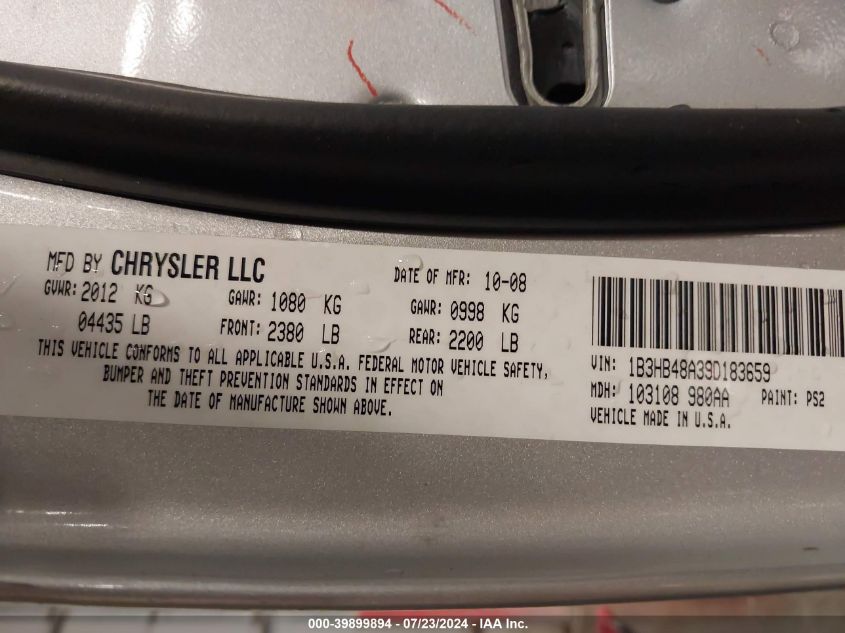 MFD BY CHRYSLER LLC DATE OF MFR: 10-08
GVWR: 2012 KG GAWR: 1080 KG GAWR: 0998 KG
04435 LB FRONT: 2380 LB REAR: 2200 LB
THIS VEHICLE CONFORMS TO ALL APPLICABLE U.S.A. FEDERAL MOTOR VEHICLE SAFETY,
BUMPER AND THEFT PREVENTION STANDARDS IN EFFECT ON
THE DATE OF MANUFACTURE SHOWN ABOVE.
VIN: 1B3HB48A39D183659
MDH: 103108 980AA PAINT: PS2
VEHICLE MADE IN U.S.A.
000-39899894 / 07/23/2024 - IAA Inc.